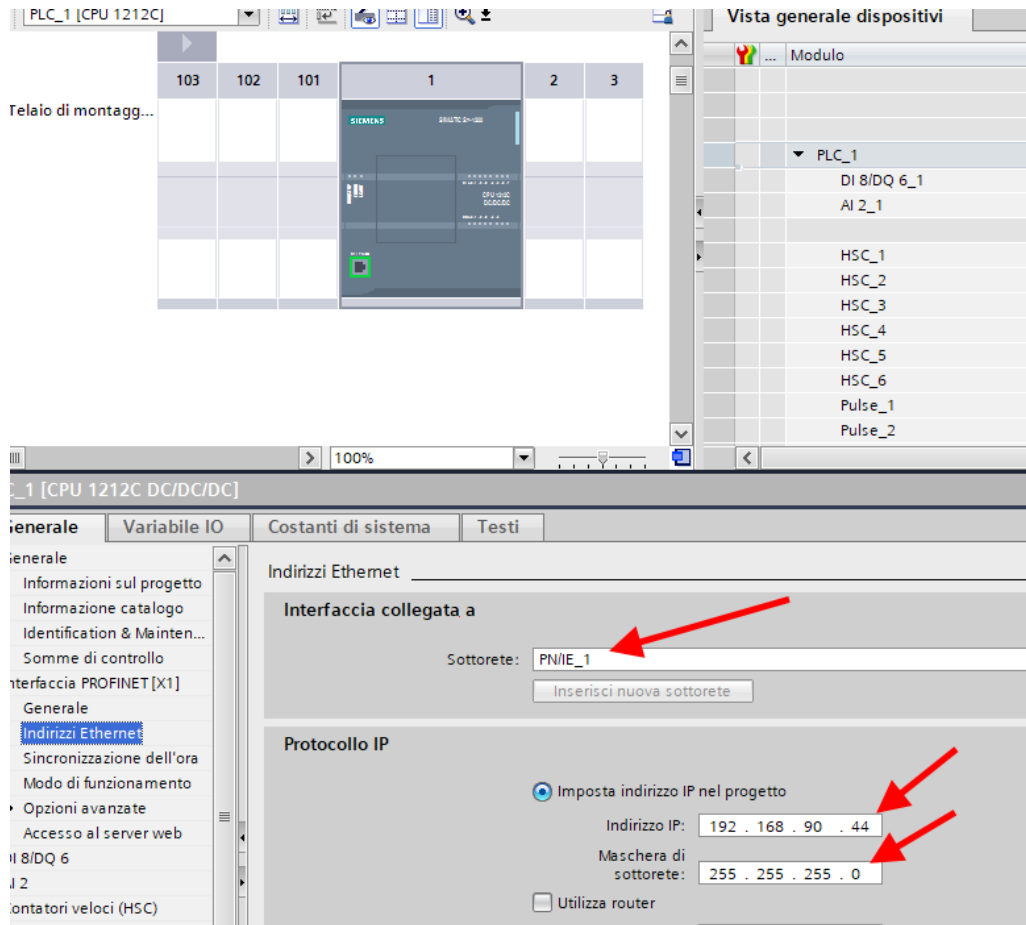 PLC_1 [CPU 1212C]
Vista generale dispositivi
... Modulo
103 102 101 1 2 3
Telaio di montagg...
SIEMENS
CPU 1212C
DC/DC/DC
PLC_1
DI 8/DQ 6_1
AI 2_1
HSC_1
HSC_2
HSC_3
HSC_4
HSC_5
HSC_6
Pulse_1
Pulse_2
100%
C_1 [CPU 1212C DC/DC/DC]
Generale Variabile IO Costanti di sistema Testi
Generale
Informazioni sul progetto
Informazione catalogo
Identification & Mainten...
Somme di controllo
nterfaccia PROFINET [X1]
Generale
Indirizzi Ethernet
Sincronizzazione dell'ora
Modo di funzionamento
Opzioni avanzate
Accesso al server web
DI 8/DQ 6
AI 2
Contatori veloci (HSC)
Indirizzi Ethernet
Interfaccia collegata a
Sottorete: PN/IE_1
Inserisci nuova sottorete
Protocollo IP
Imposta indirizzo IP nel progetto
Indirizzo IP: 192 . 168 . 90 . 44
Maschera di
sottorete: 255 . 255 . 255 . 0
Utilizza router